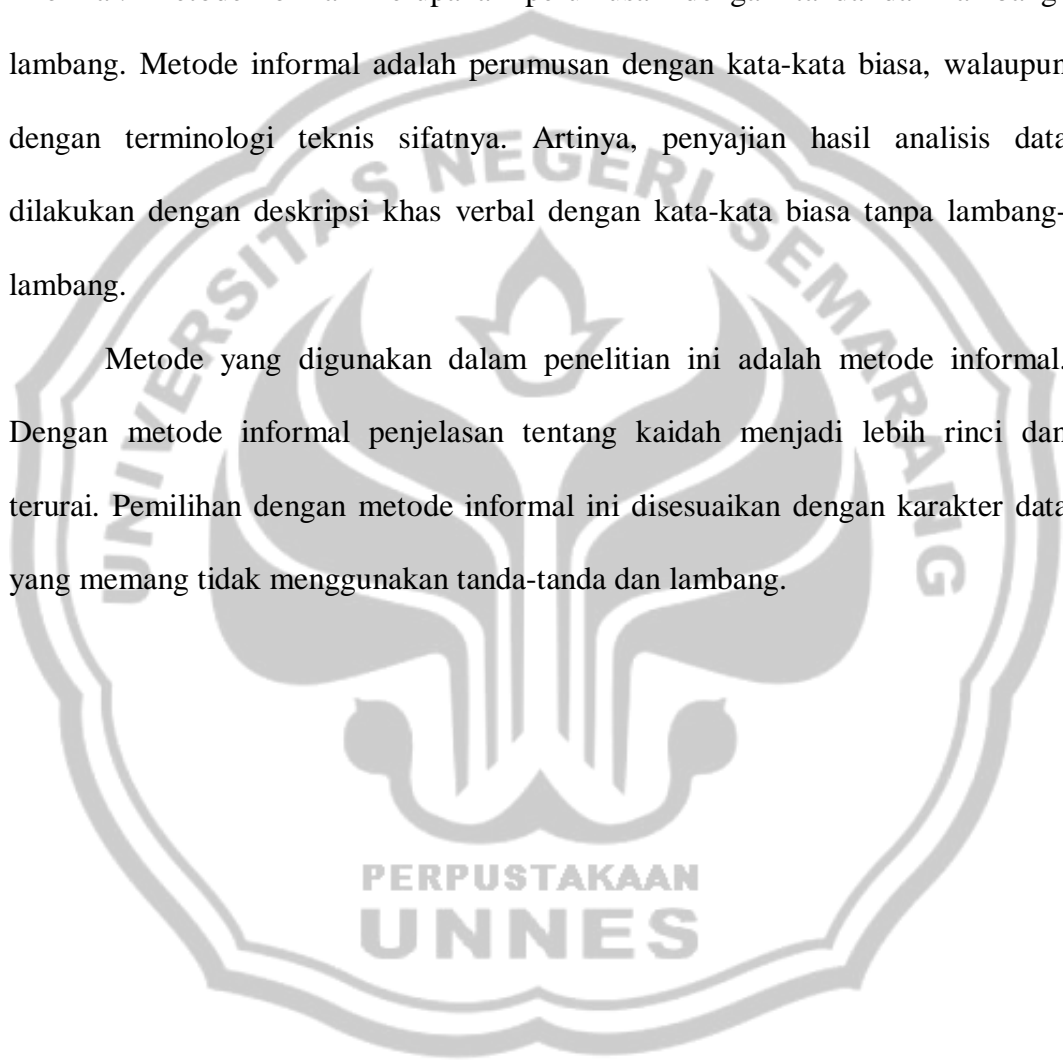 lambang. Metode informal adalah perumusan dengan kata-kata biasa, walaupun
dengan terminologi teknis sifatnya. Artinya, penyajian hasil analisis data
dilakukan dengan deskripsi khas verbal dengan kata-kata biasa tanpa lambang-
lambang.
Metode yang digunakan dalam penelitian ini adalah metode informal.
Dengan metode informal penjelasan tentang kaidah menjadi lebih rinci dan
terurai. Pemilihan dengan metode informal ini disesuaikan dengan karakter data
yang memang tidak menggunakan tanda-tanda dan lambang.
UNIVERSITAS NEGERI SEMARANG
PERPUSTAKAAN
UNNES